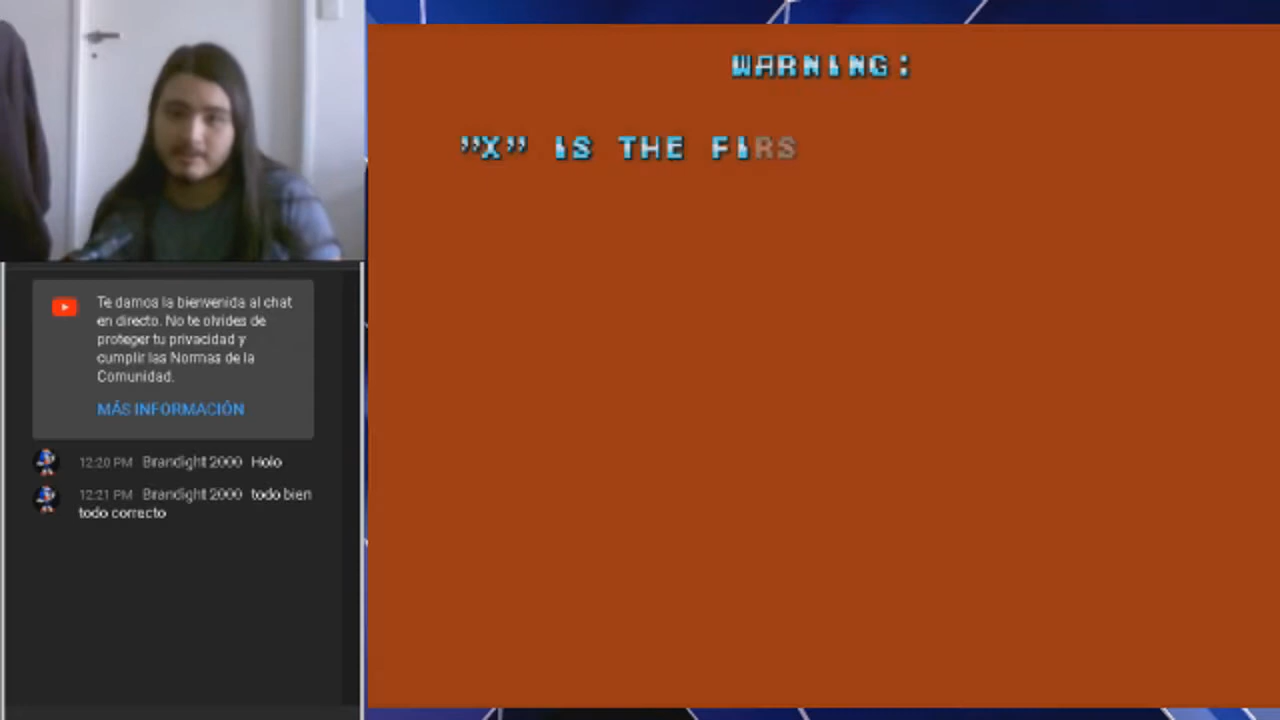 WARNING:
"X" IS THE FIRS
Te damos la bienvenida al chat
en directo. No te olvides de
proteger tu privacidad y
cumplir las Normas de la
Comunidad.
MÁS INFORMACIÓN
12:20 PM Brandight 2000 Holo
12:21 PM Brandight 2000 todo bien
todo correcto